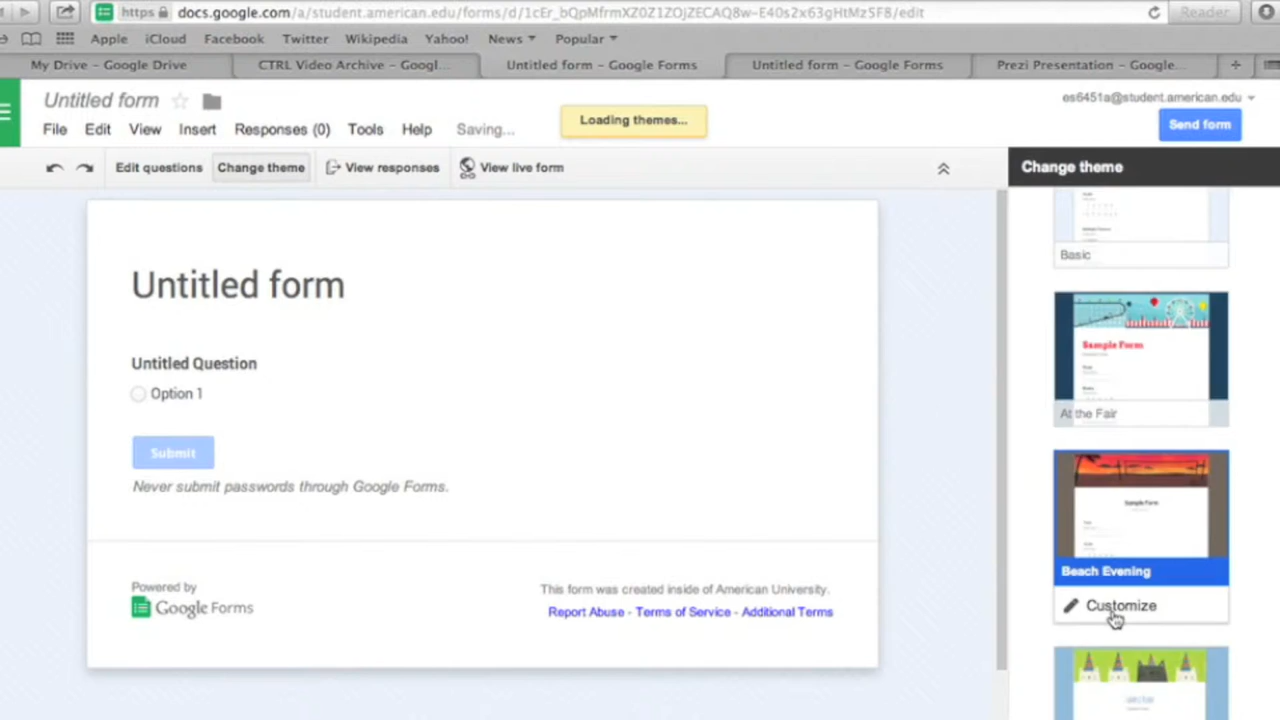 https docs.google.com/a/student.american.edu/forms/d/1cEr_bQpMfrmXZ0Z1ZOjZECAQ8w-E40s2x63gHtMz5F8/edit Reader
Apple iCloud Facebook Twitter Wikipedia Yahoo! News Popular
My Drive – Google Drive CTRL Video Archive – Googl... Untitled form – Google Forms Untitled form – Google Forms Prezi Presentation – Google...
Untitled form es6451a@student.american.edu
Loading themes...
File Edit View Insert Responses (0) Tools Help Saving... Send form
Edit questions Change theme View responses View live form Change theme
Basic
Untitled form
Sample Form
Untitled Question
Option 1
At the Fair
Submit
Never submit passwords through Google Forms.
Sample Form
Beach Evening
Customize
Powered by
Google Forms
This form was created inside of American University.
Report Abuse - Terms of Service - Additional Terms